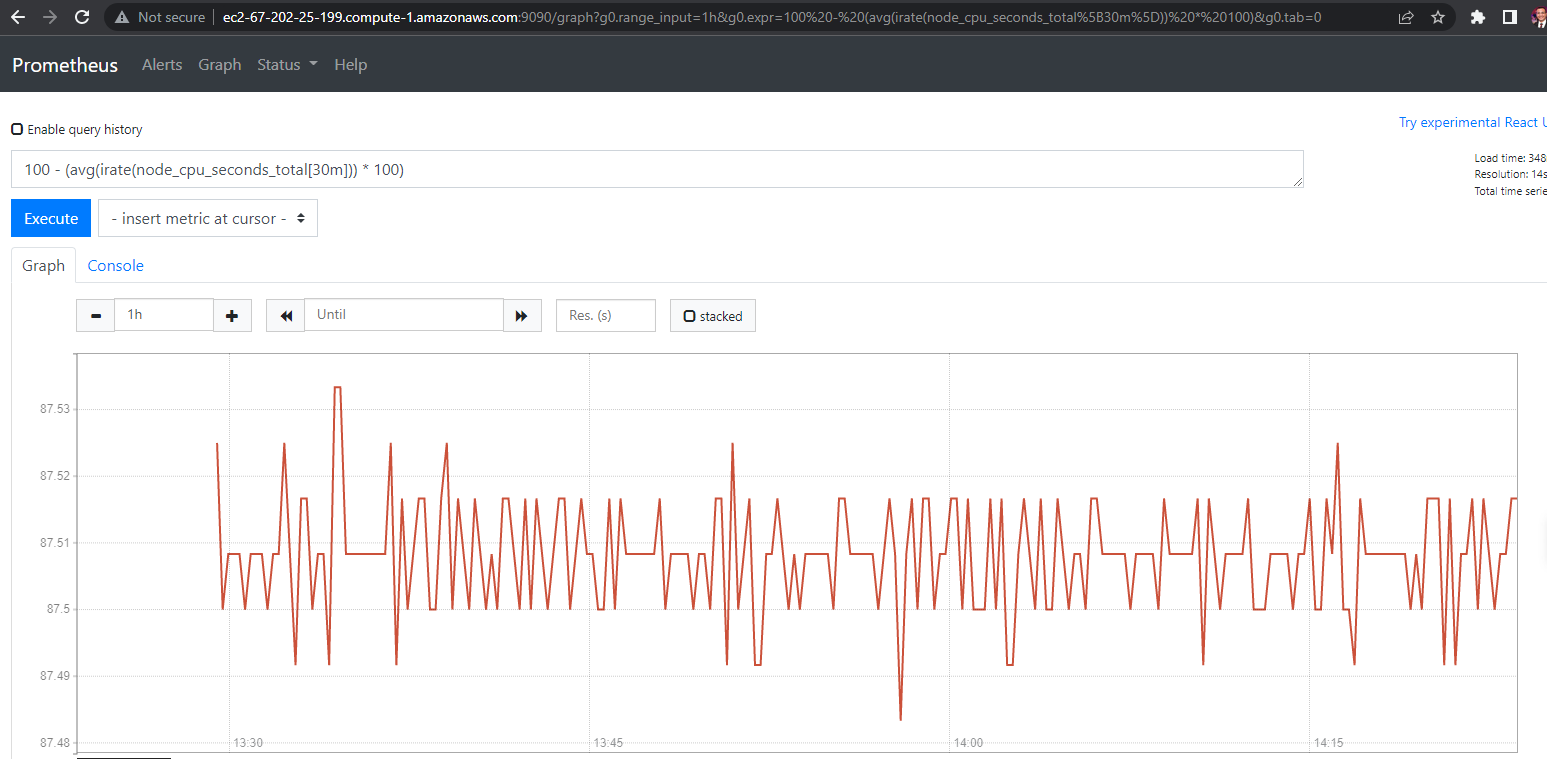 Not secure ec2-67-202-25-199.compute-1.amazonaws.com:9090/graph?g0.range_input=1h&g0.expr=100%20-%20(avg(irate(node_cpu_seconds_total%5B30m%5D))%20*%20100)&g0.tab=0
Prometheus Alerts Graph Status Help
Enable query history
Try experimental React U
100 - (avg(irate(node_cpu_seconds_total[30m])) * 100)
Load time: 348
Resolution: 14s
Total time serie
Execute - insert metric at cursor -
Graph Console
1h Until Res. (s) stacked
87.53
87.52
87.51
87.5
87.49
87.48
13:30 13:45 14:00 14:15